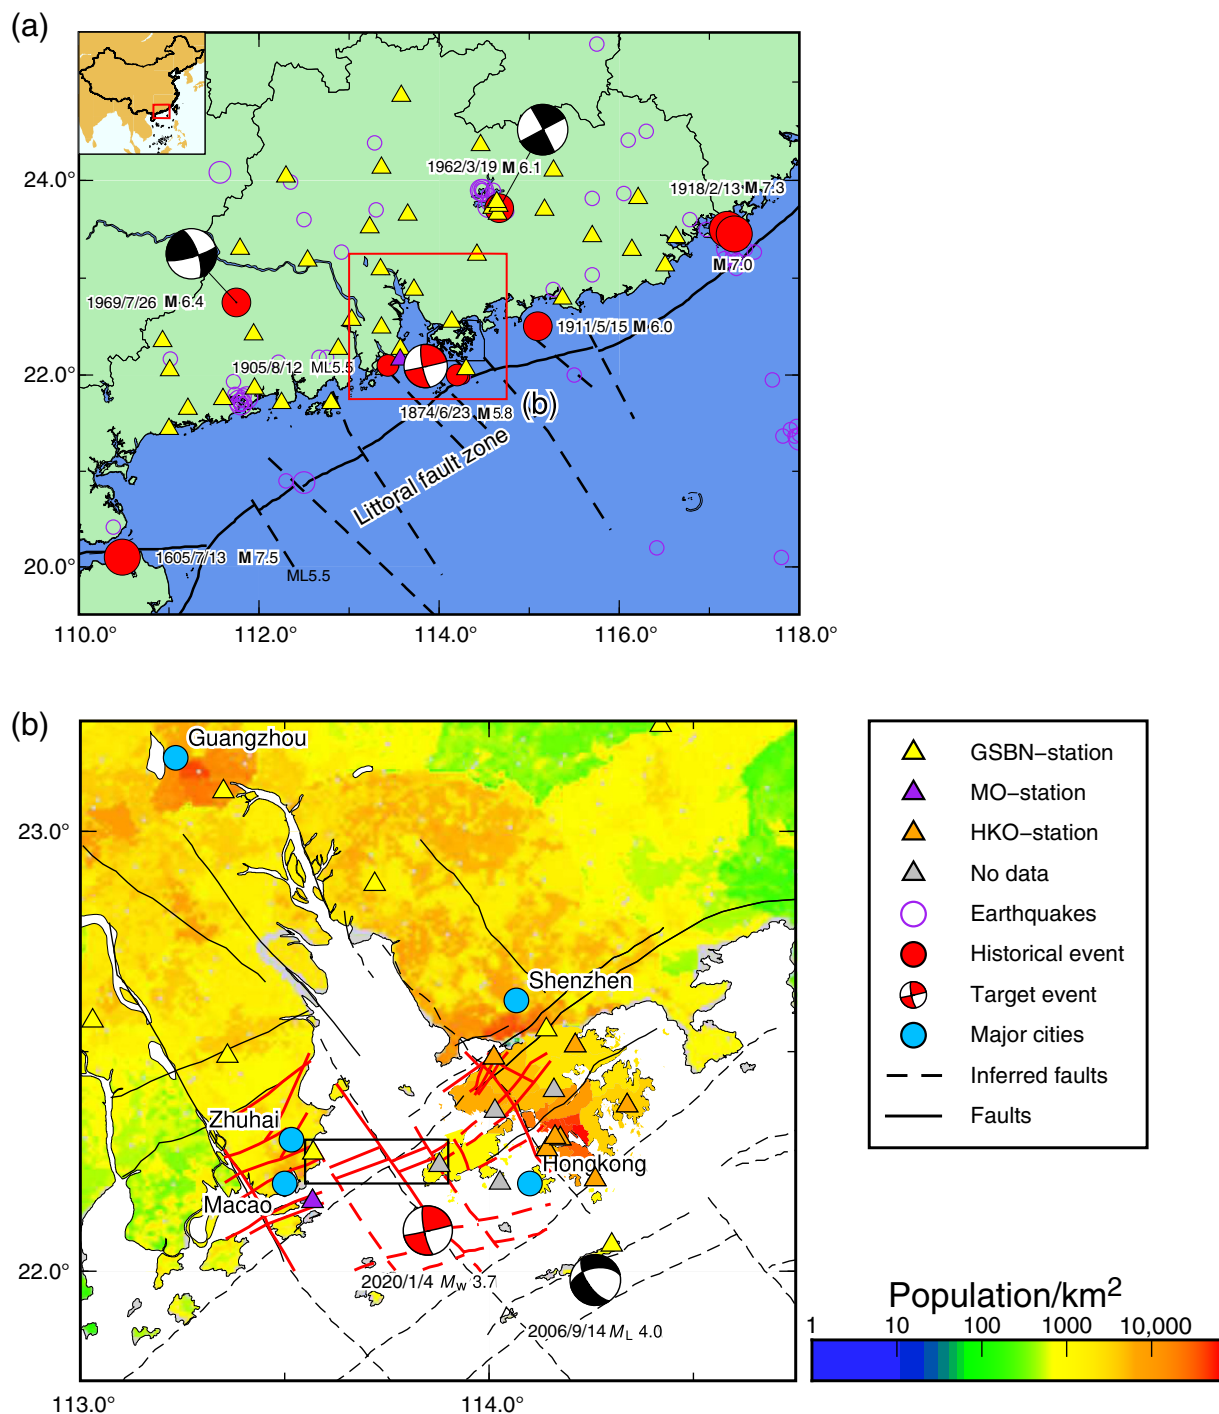 (a)
24.0°
22.0°
20.0°
110.0°
112.0°
114.0°
116.0°
118.0°
1962/3/19 M 6.1
1918/2/13 M 7.3
M 7.0
1969/7/26 M 6.4
1911/5/15 M 6.0
1905/8/12 ML5.5
1874/6/23 M 5.8
(b)
Littoral fault zone
1605/7/13 M 7.5
ML5.5
(b)
Guangzhou
23.0°
Shenzhen
Zhuhai
Hongkong
Macao
22.0°
2020/1/4 Mw 3.7
2006/9/14 ML 4.0
113.0°
114.0°
GSBN−station
MO−station
HKO−station
No data
Earthquakes
Historical event
Target event
Major cities
Inferred faults
Faults
Population/km2
1
10
100
1000
10,000